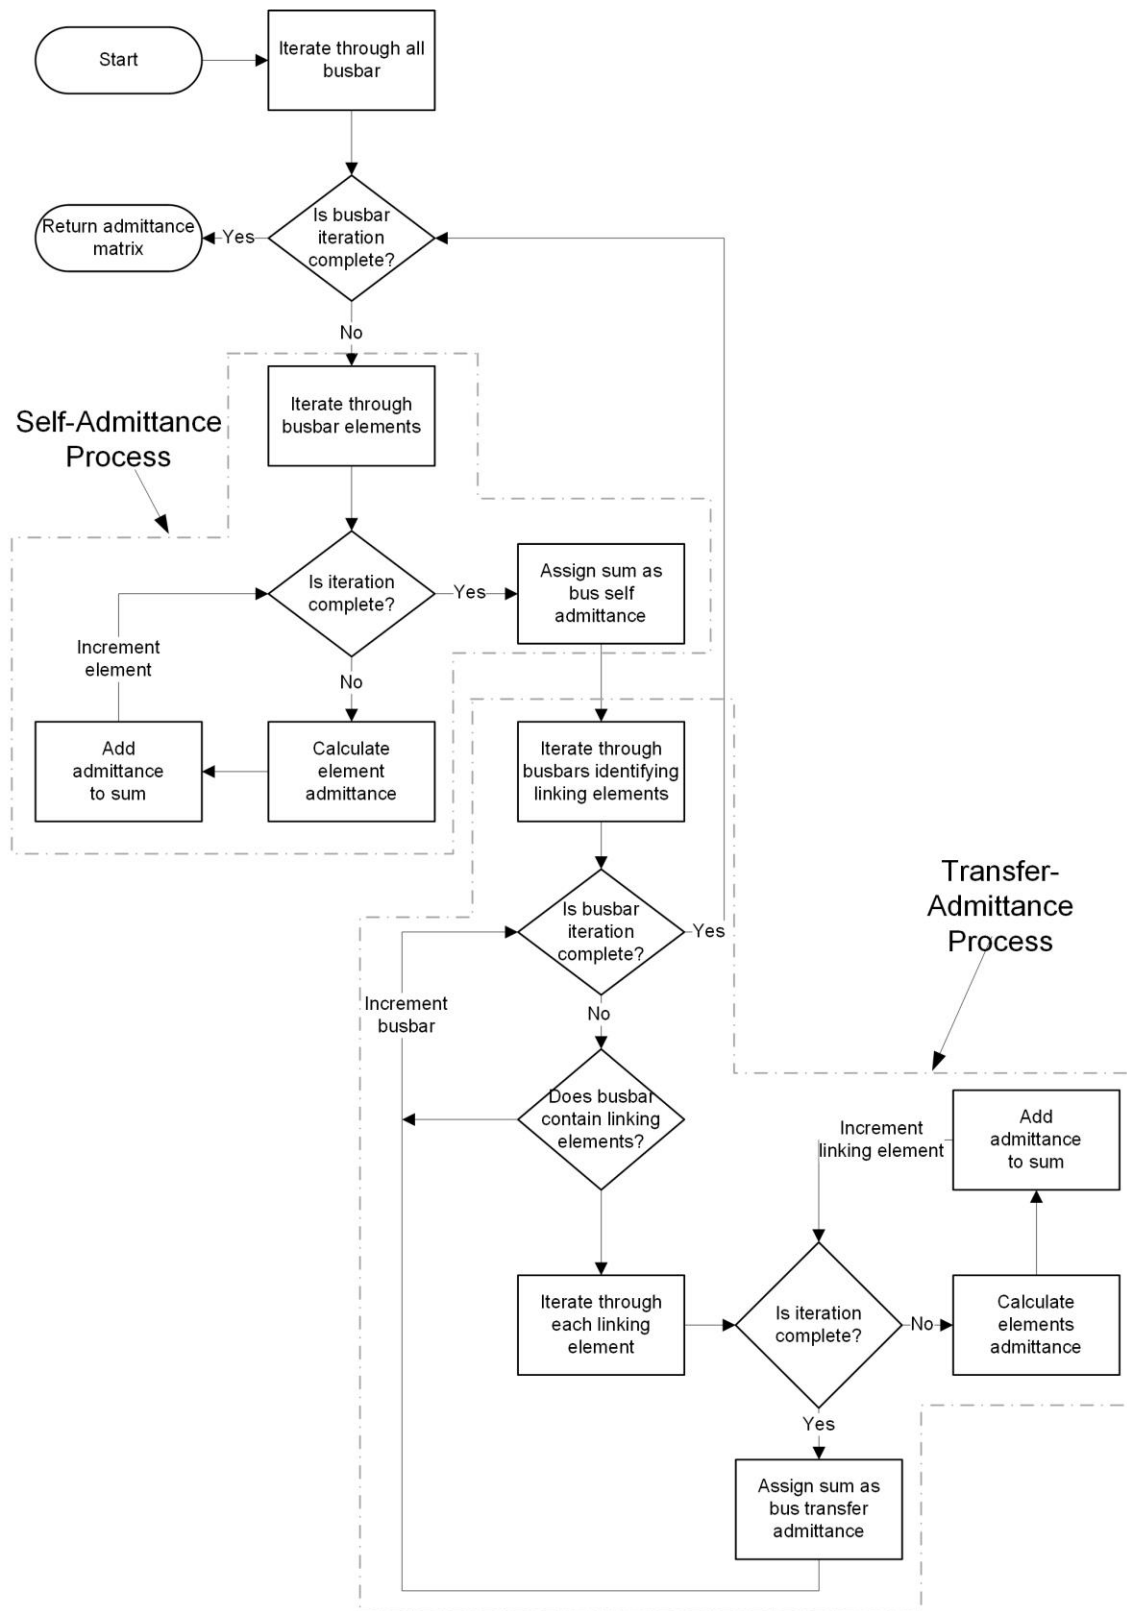 Start
Iterate through all
busbar
Is busbar
iteration
complete?
Yes
Return admittance
matrix
No
Self-Admittance
Process
Iterate through
busbar elements
Is iteration
complete?
Yes
Assign sum as
bus self
admittance
Increment
element
No
Add
admittance
to sum
Calculate
element
admittance
Iterate through
busbars identifying
linking elements
Transfer-
Admittance
Process
Is busbar
iteration
complete?
Yes
Increment
busbar
No
Does busbar
contain linking
elements?
Increment
linking element
Add
admittance
to sum
Iterate through
each linking
element
Is iteration
complete?
No
Calculate
elements
admittance
Yes
Assign sum as
bus transfer
admittance